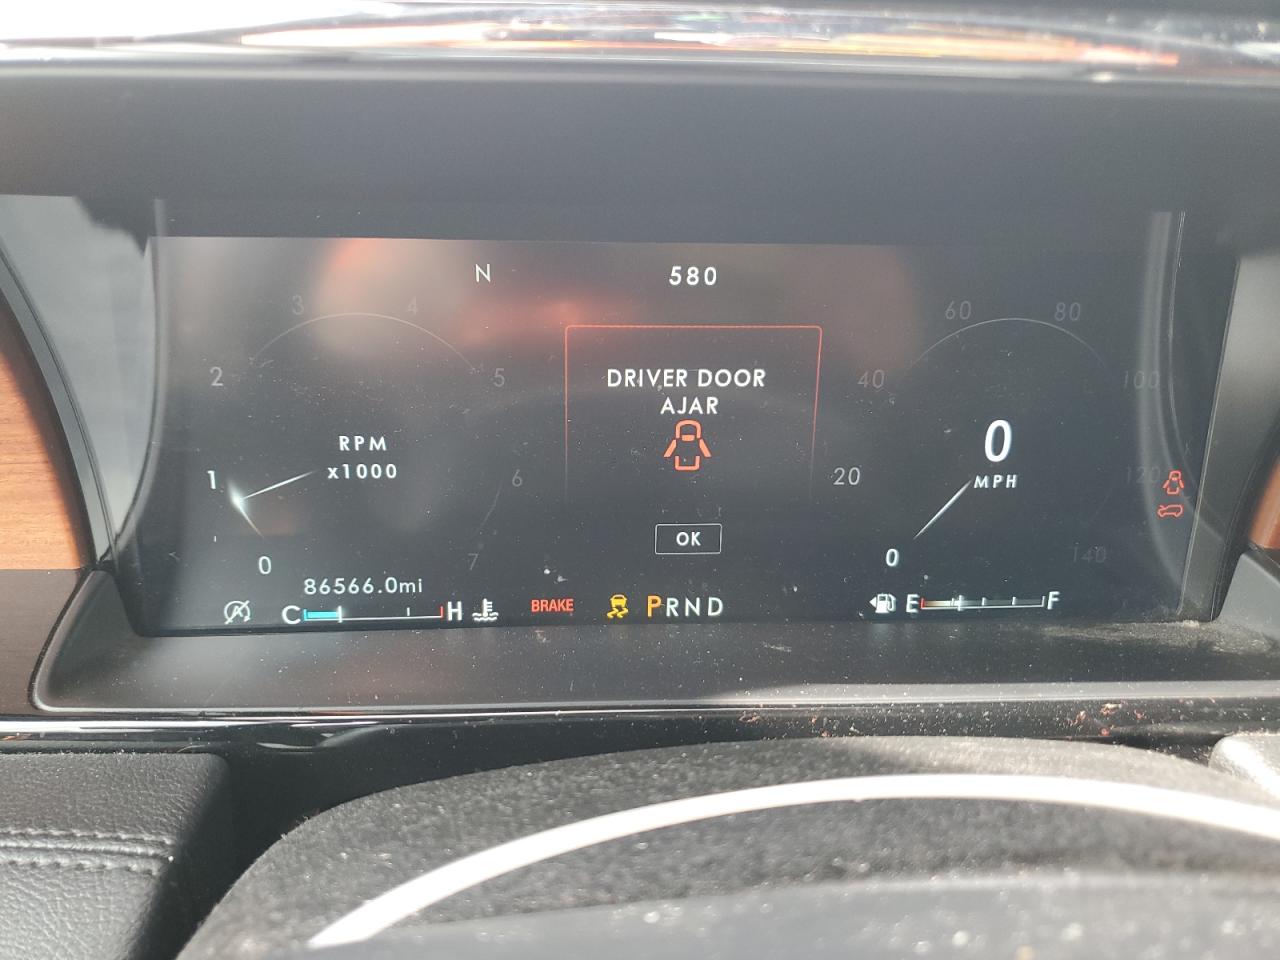 N 580
3 4 60 80
2 5 DRIVER DOOR 40 100
AJAR
RPM
x1000
0
MPH
1 6 20 120
OK
0 7 0 140
86566.0mi
C H BRAKE PRND E F